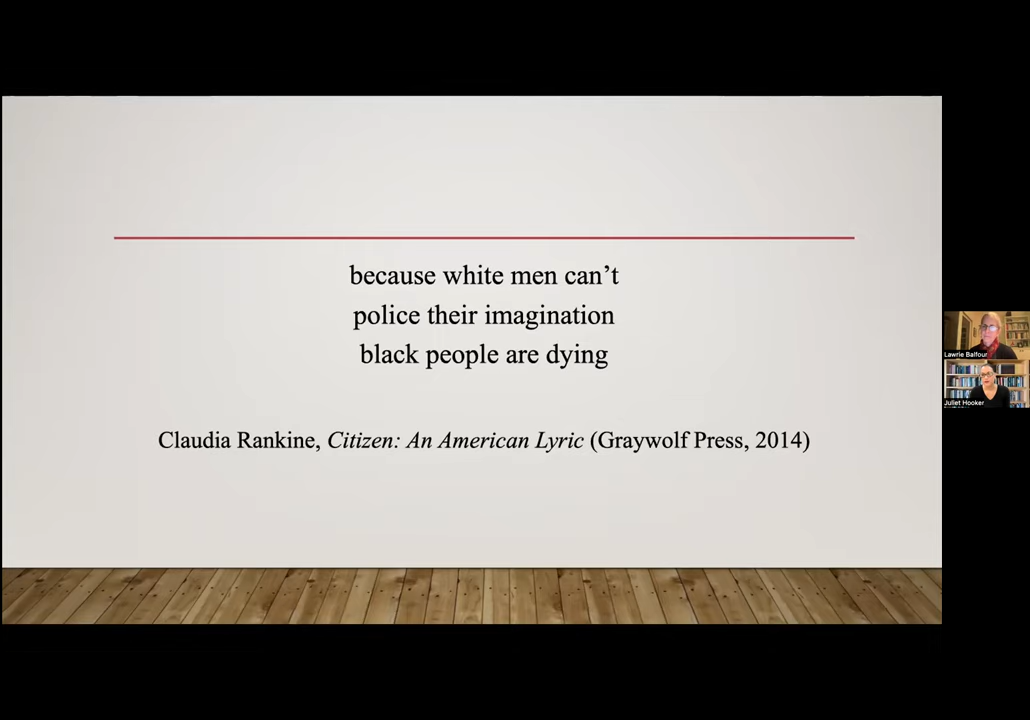 because white men can’t
police their imagination
black people are dying
Claudia Rankine, Citizen: An American Lyric (Graywolf Press, 2014)
Lawrie Balfour
Juliet Hooker